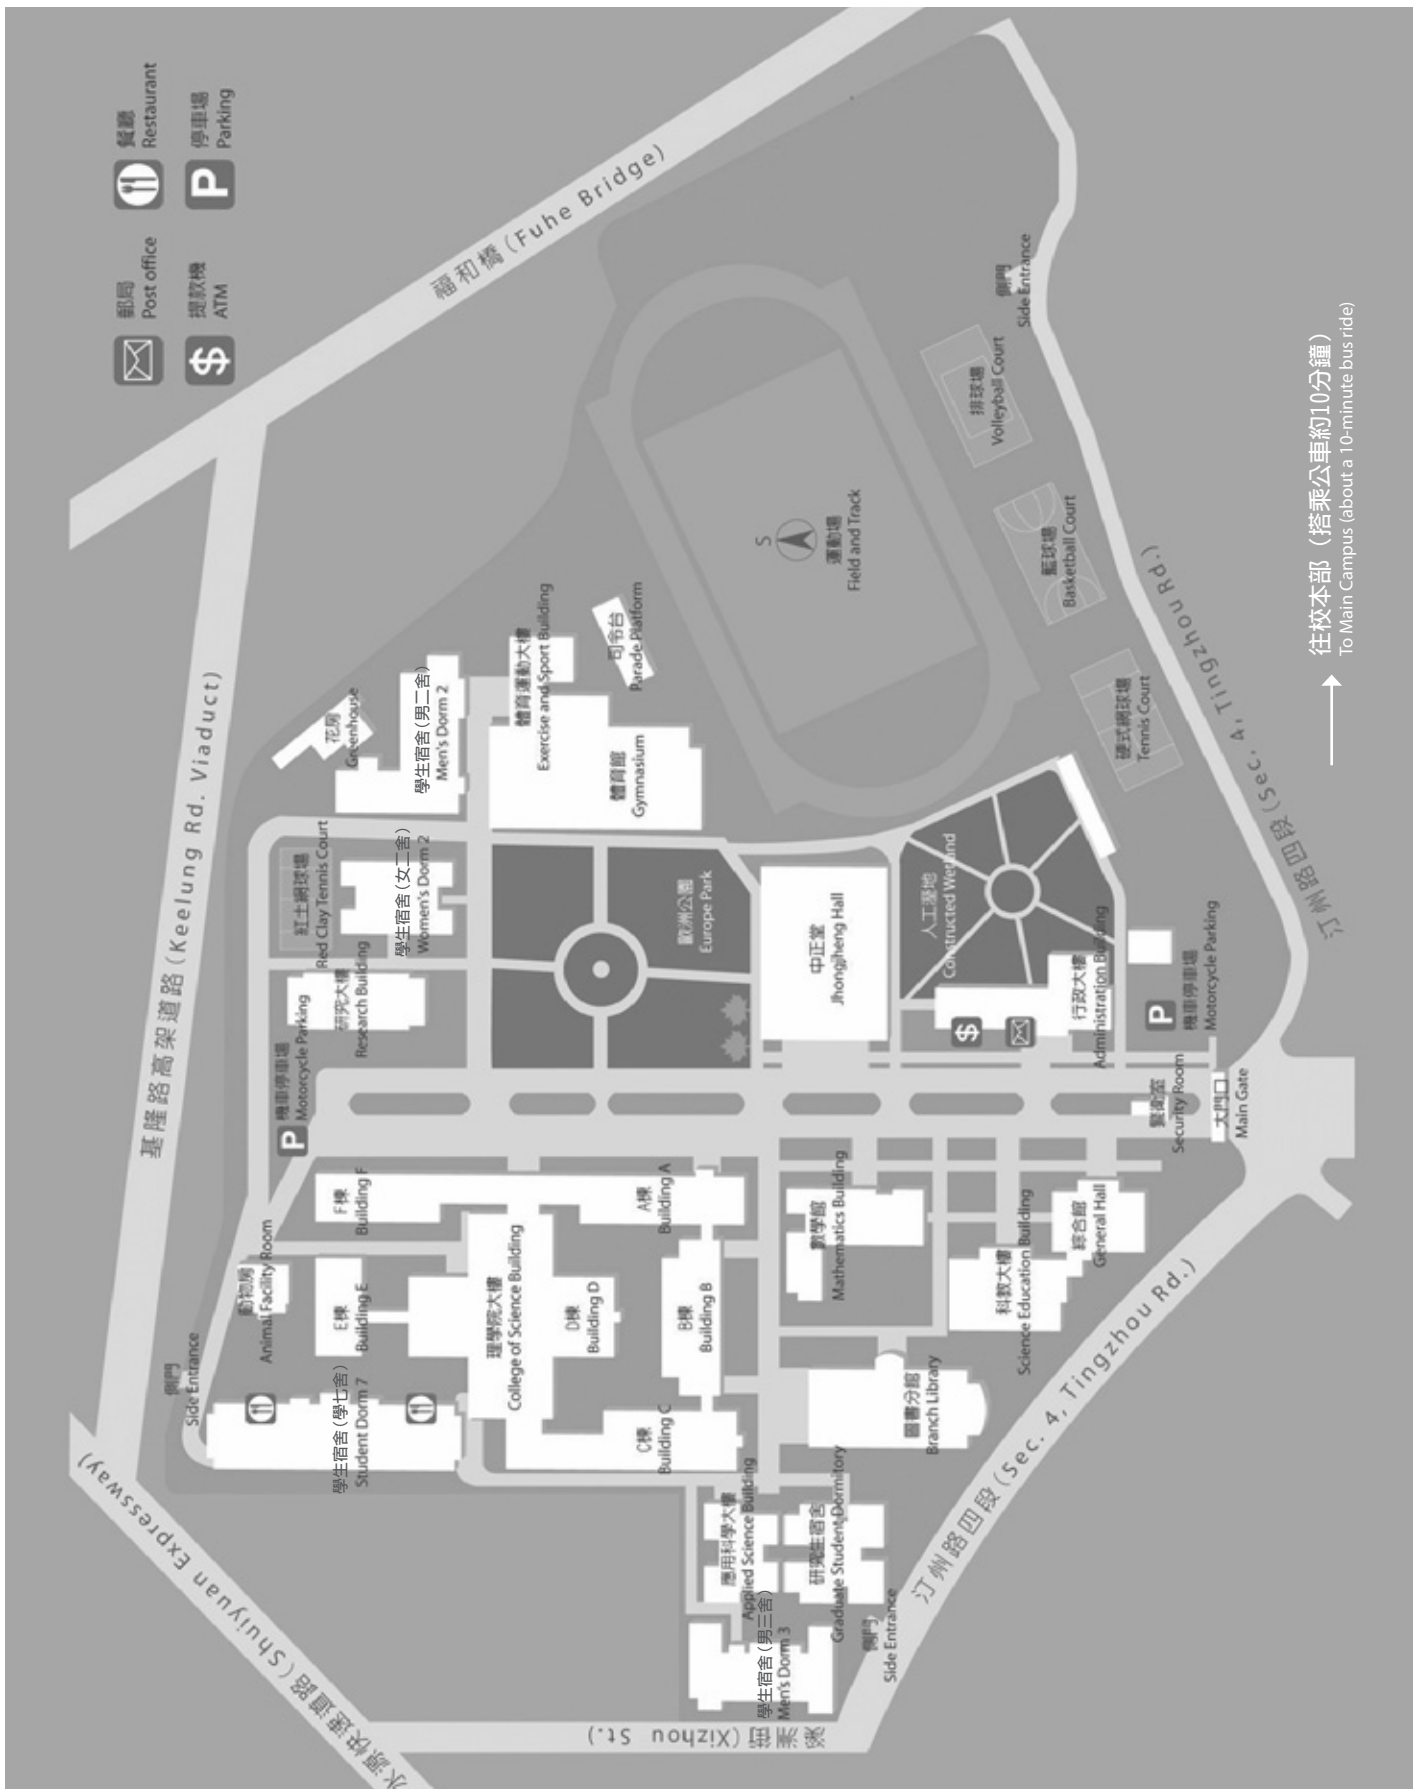 餐廳
Restaurant
停車場
Parking
郵局
Post office
提款機
ATM
S
福和橋 (Fuhe Bridge)
基隆路高架道路 (Keelung Rd. Viaduct)
水源快速道路 (Shuiyuan Expressway)
溪洲街 (Xizhou St.)
汀州路四段 (Sec. 4, Tingzhou Rd.)
汀州路四段 (Sec. 4, Tingzhou Rd.)
側門
Side Entrance
動物房
Animal Facility Room
學生宿舍(學七舍)
Student Dorm 7
E棟
Building E
F棟
Building F
機車停車場
Motorcycle Parking
研究大樓
Research Building
紅土網球場
Red Clay Tennis Court
學生宿舍(女二舍)
Women's Dorm 2
花房
Greenhouse
學生宿舍(男二舍)
Men's Dorm 2
體育運動大樓
Exercise and Sport Building
體育館
Gymnasium
司令台
Parade Platform
運動場
Field and Track
歐洲公園
Europe Park
理學院大樓
College of Science Building
D棟
Building D
A棟
Building A
B棟
Building B
C棟
Building C
應用科學大樓
Applied Science Building
研究生宿舍
Graduate Student Dormitory
學生宿舍(男三舍)
Men's Dorm 3
側門
Side Entrance
圖書分館
Branch Library
數學館
Mathematics Building
科教大樓
Science Education Building
綜合館
General Hall
中正堂
Jhongjheng Hall
人工溼地
Constructed Wetland
行政大樓
Administration Building
機車停車場
Motorcycle Parking
警衛室
Security Room
大門口
Main Gate
硬式網球場
Tennis Court
籃球場
Basketball Court
排球場
Volleyball Court
側門
Side Entrance
往校本部（搭乘公車約10分鐘）
To Main Campus (about a 10-minute bus ride)